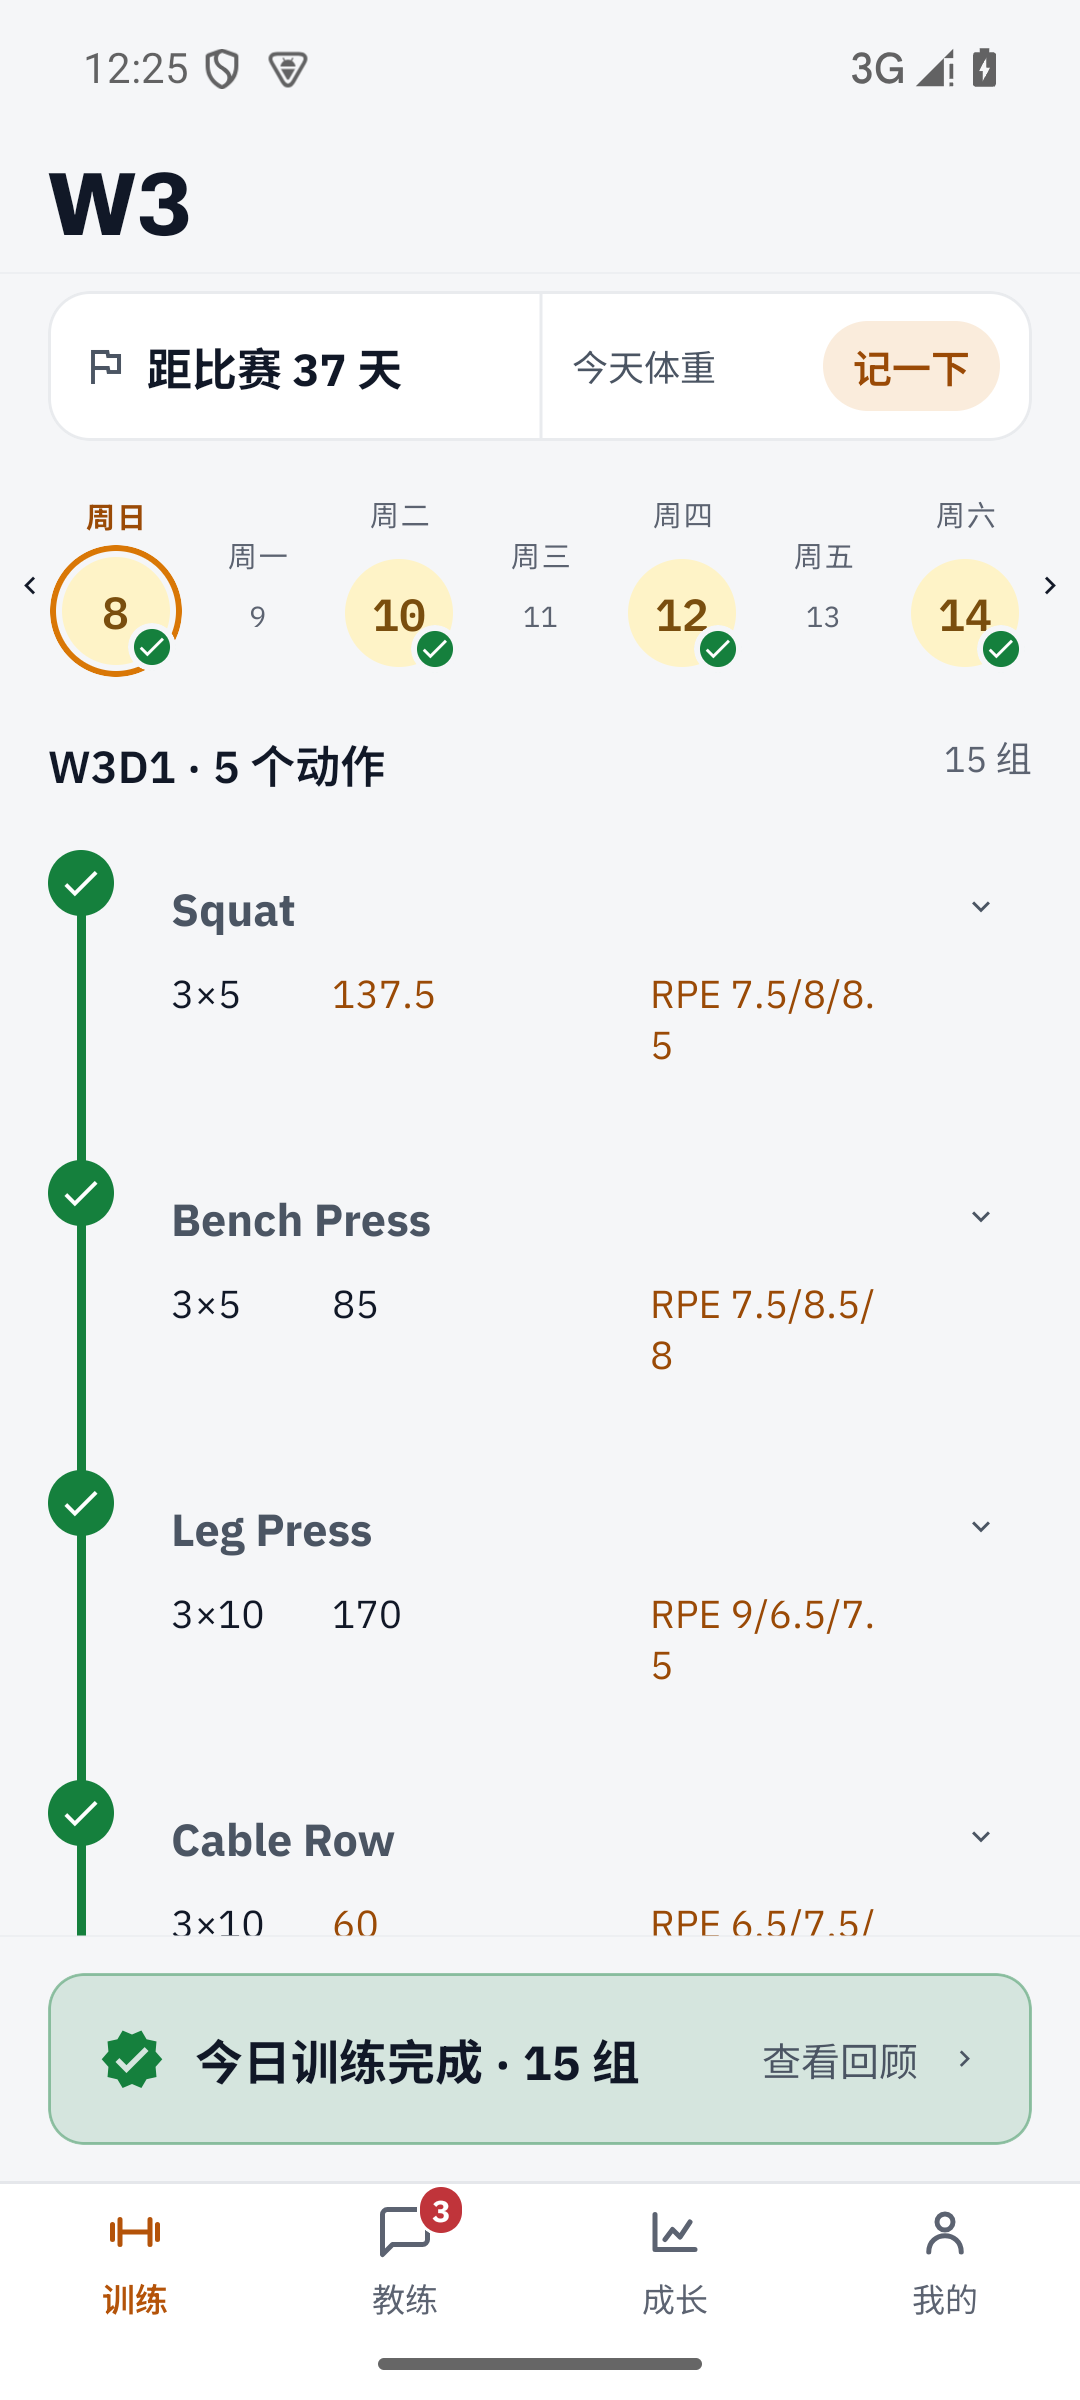 12:25
3G
W3
距比赛 37 天
今天体重
记一下
周日 周一 周二 周三 周四 周五 周六
8 9 10 11 12 13 14
W3D1 · 5 个动作
15 组
Squat
3×5 137.5 RPE 7.5/8/8.
5
Bench Press
3×5 85 RPE 7.5/8.5/
8
Leg Press
3×10 170 RPE 9/6.5/7.
5
Cable Row
3×10 60 RPE 6.5/7.5/
今日训练完成 · 15 组
查看回顾
3
训练 教练 成长 我的